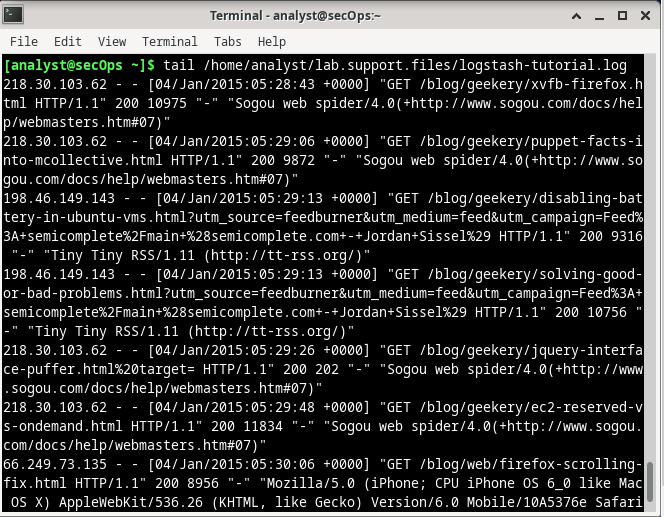 Terminal - analyst@secOps:~
File Edit View Terminal Tabs Help
[analyst@secOps ~]$ tail /home/analyst/lab.support.files/logstash-tutorial.log
218.30.103.62 - - [04/Jan/2015:05:28:43 +0000] "GET /blog/geekery/xvfb-firefox.h
tml HTTP/1.1" 200 10975 "-" "Sogou web spider/4.0(+http://www.sogou.com/docs/hel
p/webmasters.htm#07)"
218.30.103.62 - - [04/Jan/2015:05:29:06 +0000] "GET /blog/geekery/puppet-facts-i
nto-mcollective.html HTTP/1.1" 200 9872 "-" "Sogou web spider/4.0(+http://www.so
gou.com/docs/help/webmasters.htm#07)"
198.46.149.143 - - [04/Jan/2015:05:29:13 +0000] "GET /blog/geekery/disabling-bat
tery-in-ubuntu-vms.html?utm_source=feedburner&utm_medium=feed&utm_campaign=Feed%
3A+semicomplete%2Fmain+%28semicomplete.com+-+Jordan+Sissel%29 HTTP/1.1" 200 9316
 "-" "Tiny Tiny RSS/1.11 (http://tt-rss.org/)"
198.46.149.143 - - [04/Jan/2015:05:29:13 +0000] "GET /blog/geekery/solving-good-
or-bad-problems.html?utm_source=feedburner&utm_medium=feed&utm_campaign=Feed%3A+
semicomplete%2Fmain+%28semicomplete.com+-+Jordan+Sissel%29 HTTP/1.1" 200 10756 "
-" "Tiny Tiny RSS/1.11 (http://tt-rss.org/)"
218.30.103.62 - - [04/Jan/2015:05:29:26 +0000] "GET /blog/geekery/jquery-interfa
ce-puffer.html%20target= HTTP/1.1" 200 202 "-" "Sogou web spider/4.0(+http://www
.sogou.com/docs/help/webmasters.htm#07)"
218.30.103.62 - - [04/Jan/2015:05:29:48 +0000] "GET /blog/geekery/ec2-reserved-v
s-ondemand.html HTTP/1.1" 200 11834 "-" "Sogou web spider/4.0(+http://www.sogou.
com/docs/help/webmasters.htm#07)"
66.249.73.135 - - [04/Jan/2015:05:30:06 +0000] "GET /blog/web/firefox-scrolling-
fix.html HTTP/1.1" 200 8956 "-" "Mozilla/5.0 (iPhone; CPU iPhone OS 6_0 like Mac
 OS X) AppleWebKit/536.26 (KHTML, like Gecko) Version/6.0 Mobile/10A5376e Safari